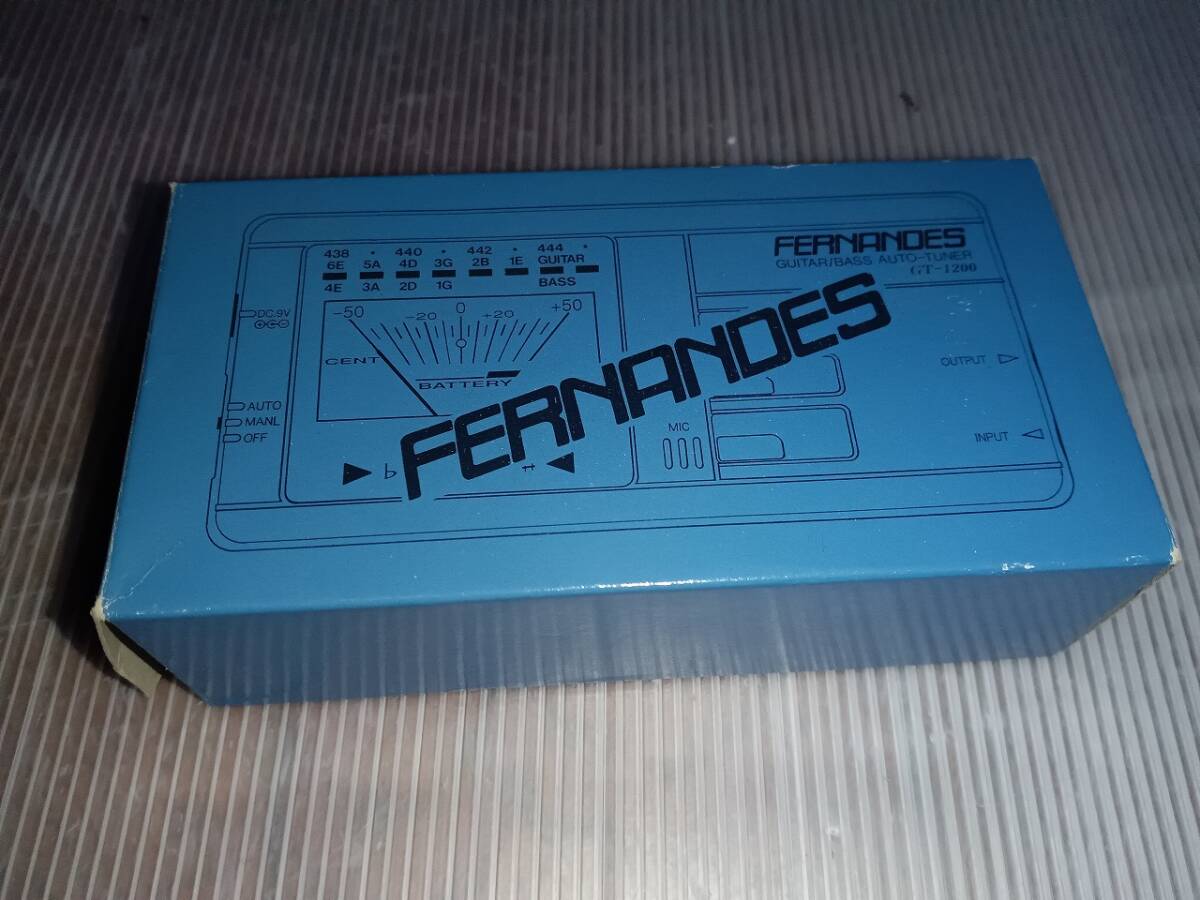 FERNANDES
GUITAR/BASS AUTO-TUNER
GT-1200
438 • 440 • 442 • 444 •
6E 5A 4D 3G 2B 1E GUITAR
4E 3A 2D 1G BASS
-50 -20 0 +20 +50
CENT
BATTERY
DC.9V
AUTO
MANL
OFF
♭ ♯
MIC
OUTPUT
INPUT
FERNANDES